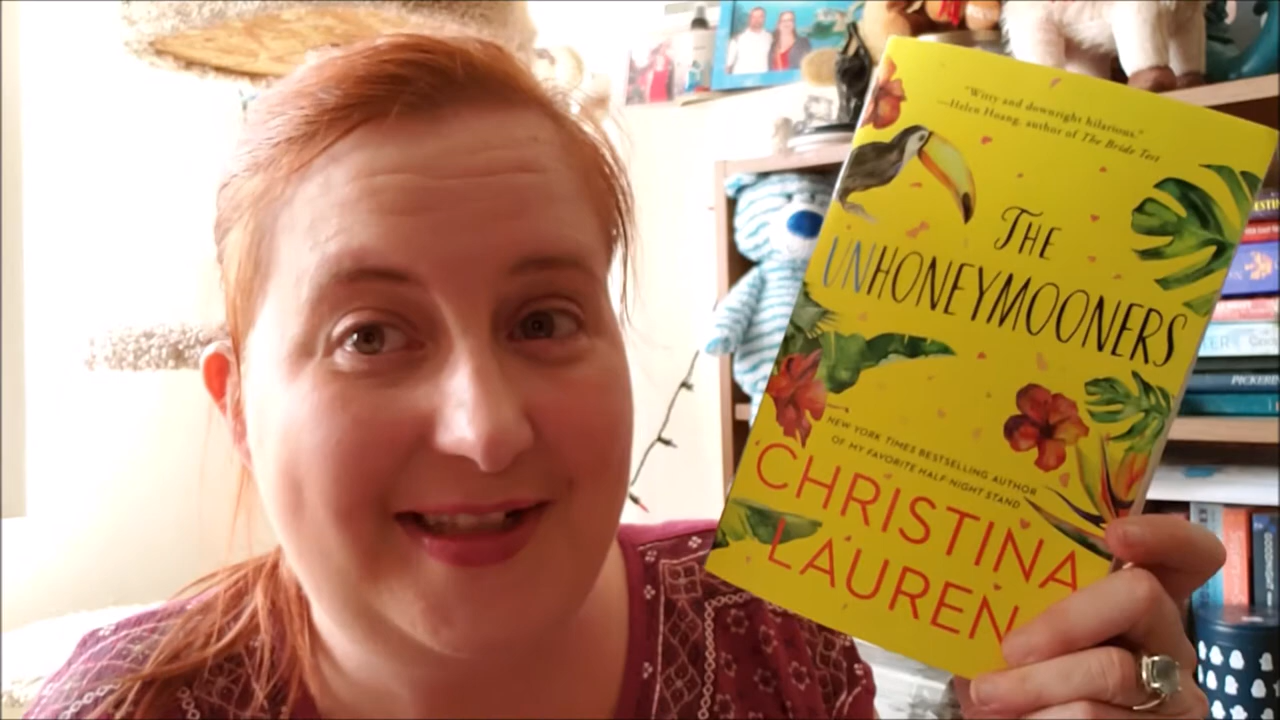 "Witty and downright hilarious."
—Helen Hoang, author of The Bride Test
THE
UNHONEYMOONERS
NEW YORK TIMES BESTSELLING AUTHOR
OF MY FAVORITE HALF-NIGHT STAND
CHRISTINA
LAUREN
PICKERI